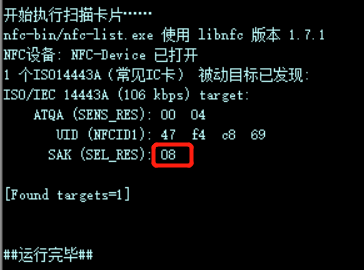 开始执行扫描卡片……
nfc-bin/nfc-list.exe 使用 libnfc 版本 1.7.1
NFC设备: NFC-Device 已打开
1 个ISO14443A（常见IC卡） 被动目标已发现:
ISO/IEC 14443A (106 kbps) target:
ATQA (SENS_RES): 00 04
UID (NFCID1): 47 f4 c8 69
SAK (SEL_RES): 08
[Found targets=1]
##运行完毕##